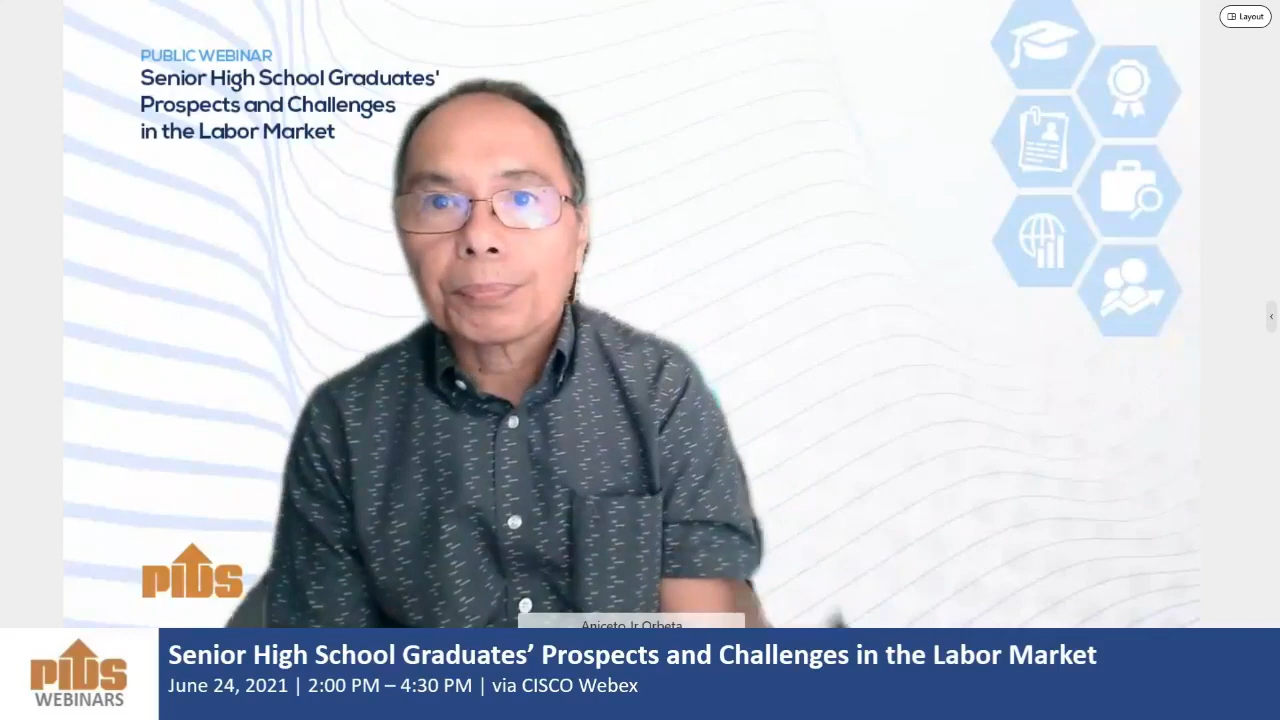 Layout
PUBLIC WEBINAR
Senior High School Graduates'
Prospects and Challenges
in the Labor Market
PIDS
Aniceto Jr Orbeta
PIDS
WEBINARS
Senior High School Graduates’ Prospects and Challenges in the Labor Market
June 24, 2021 | 2:00 PM – 4:30 PM | via CISCO Webex